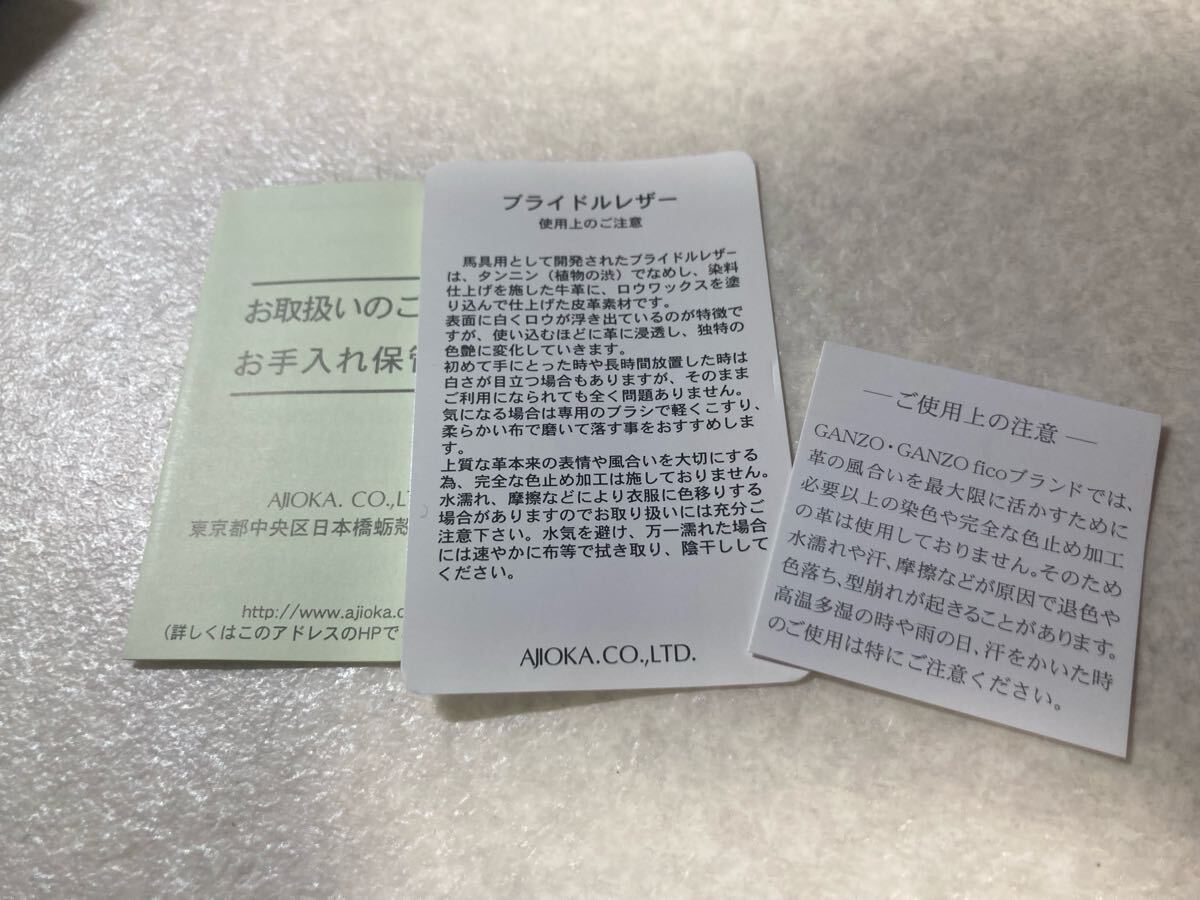 お取扱いのご
お手入れ保管
AJIOKA. CO.,LT
東京都中央区日本橋蛎殻
http://www.ajioka.c
(詳しくはこのアドレスのHPで
ブライドルレザー
使用上のご注意
馬具用として開発されたブライドルレザー
は、タンニン（植物の渋）でなめし、染料
仕上げを施した牛革に、ロウワックスを塗
り込んで仕上げた皮革素材です。
表面に白くロウが浮き出ているのが特徴で
すが、使い込むほどに革に浸透し、独特の
色艶に変化していきます。
初めて手にとった時や長時間放置した時は
白さが目立つ場合もありますが、そのまま
ご利用になられても全く問題ありません。
気になる場合は専用のブラシで軽くこすり、
柔らかい布で磨いて落す事をおすすめしま
す。
上質な革本来の表情や風合いを大切にする
為、完全な色止め加工は施しておりません。
水濡れ、摩擦などにより衣服に色移りする
場合がありますのでお取り扱いには充分ご
注意下さい。水気を避け、万一濡れた場合
には速やかに布等で拭き取り、陰干しして
ください。
AJIOKA.CO.,LTD.
―ご使用上の注意―
GANZO・GANZO ficoブランドでは、
革の風合いを最大限に活かすために
必要以上の染色や完全な色止め加工
の革は使用しておりません。そのため
水濡れや汗、摩擦などが原因で退色や
色落ち、型崩れが起きることがあります。
高温多湿の時や雨の日、汗をかいた時
のご使用は特にご注意ください。